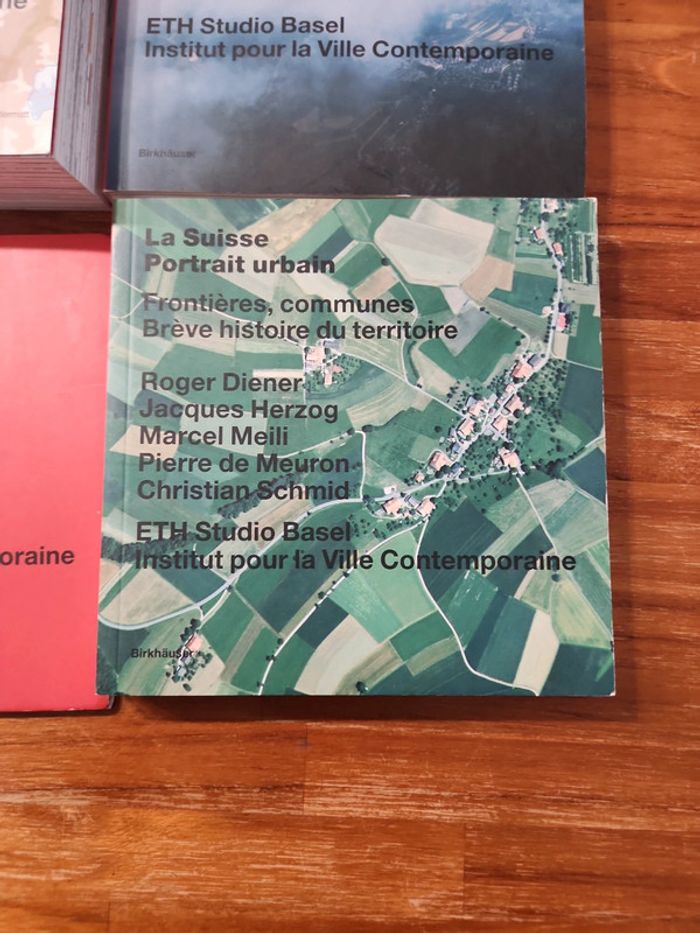 ETH Studio Basel
Institut pour la Ville Contemporaine
Birkhäuser
La Suisse
Portrait urbain
Frontières, communes
Brève histoire du territoire
Roger Diener
Jacques Herzog
Marcel Meili
Pierre de Meuron
Christian Schmid
ETH Studio Basel
Institut pour la Ville Contemporaine
Birkhäuser
oraine